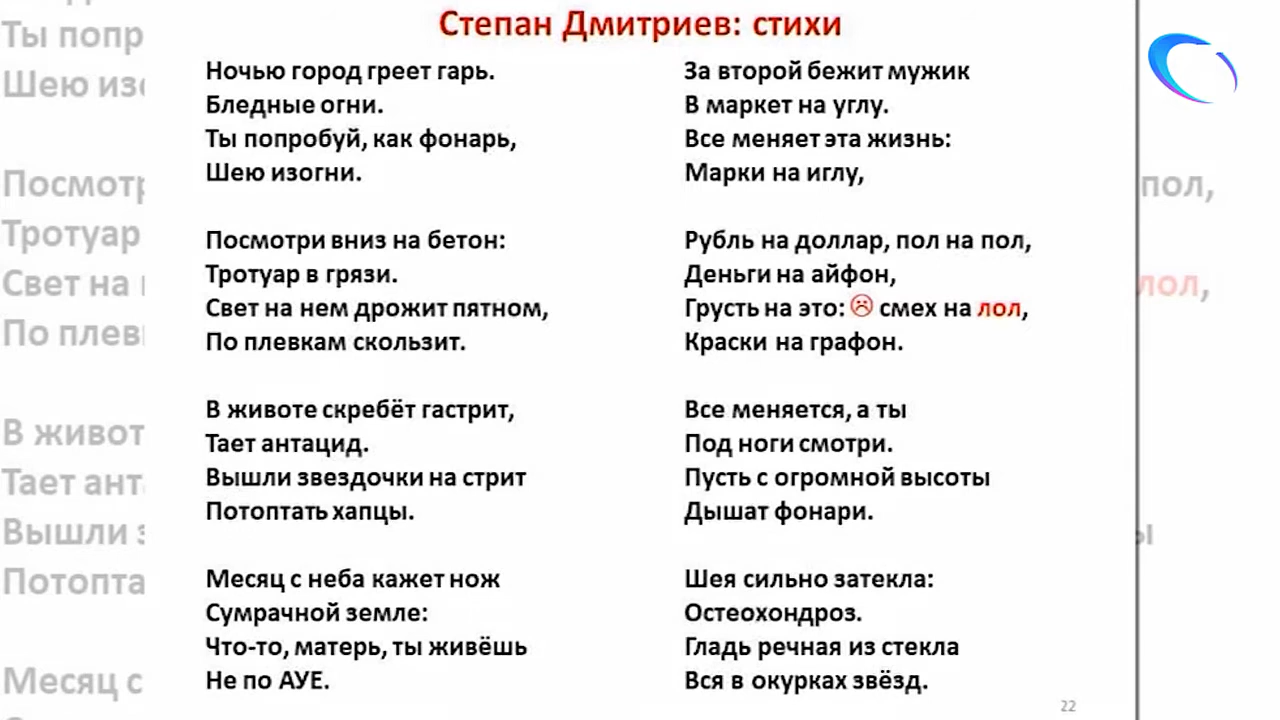 Степан Дмитриев: стихи
Ночью город греет гарь.
Бледные огни.
Ты попробуй, как фонарь,
Шею изогни.
Посмотри вниз на бетон:
Тротуар в грязи.
Свет на нем дрожит пятном,
По плевкам скользит.
В животе скребёт гастрит,
Тает антацид.
Вышли звездочки на стрит
Потоптать хапцы.
Месяц с неба кажет нож
Сумрачной земле:
Что-то, матерь, ты живёшь
Не по АУЕ.
За второй бежит мужик
В маркет на углу.
Все меняет эта жизнь:
Марки на иглу,
Рубль на доллар, пол на пол,
Деньги на айфон,
Грусть на это: ☹ смех на лол,
Краски на графон.
Все меняется, а ты
Под ноги смотри.
Пусть с огромной высоты
Дышат фонари.
Шея сильно затекла:
Остеохондроз.
Гладь речная из стекла
Вся в окурках звёзд.
22